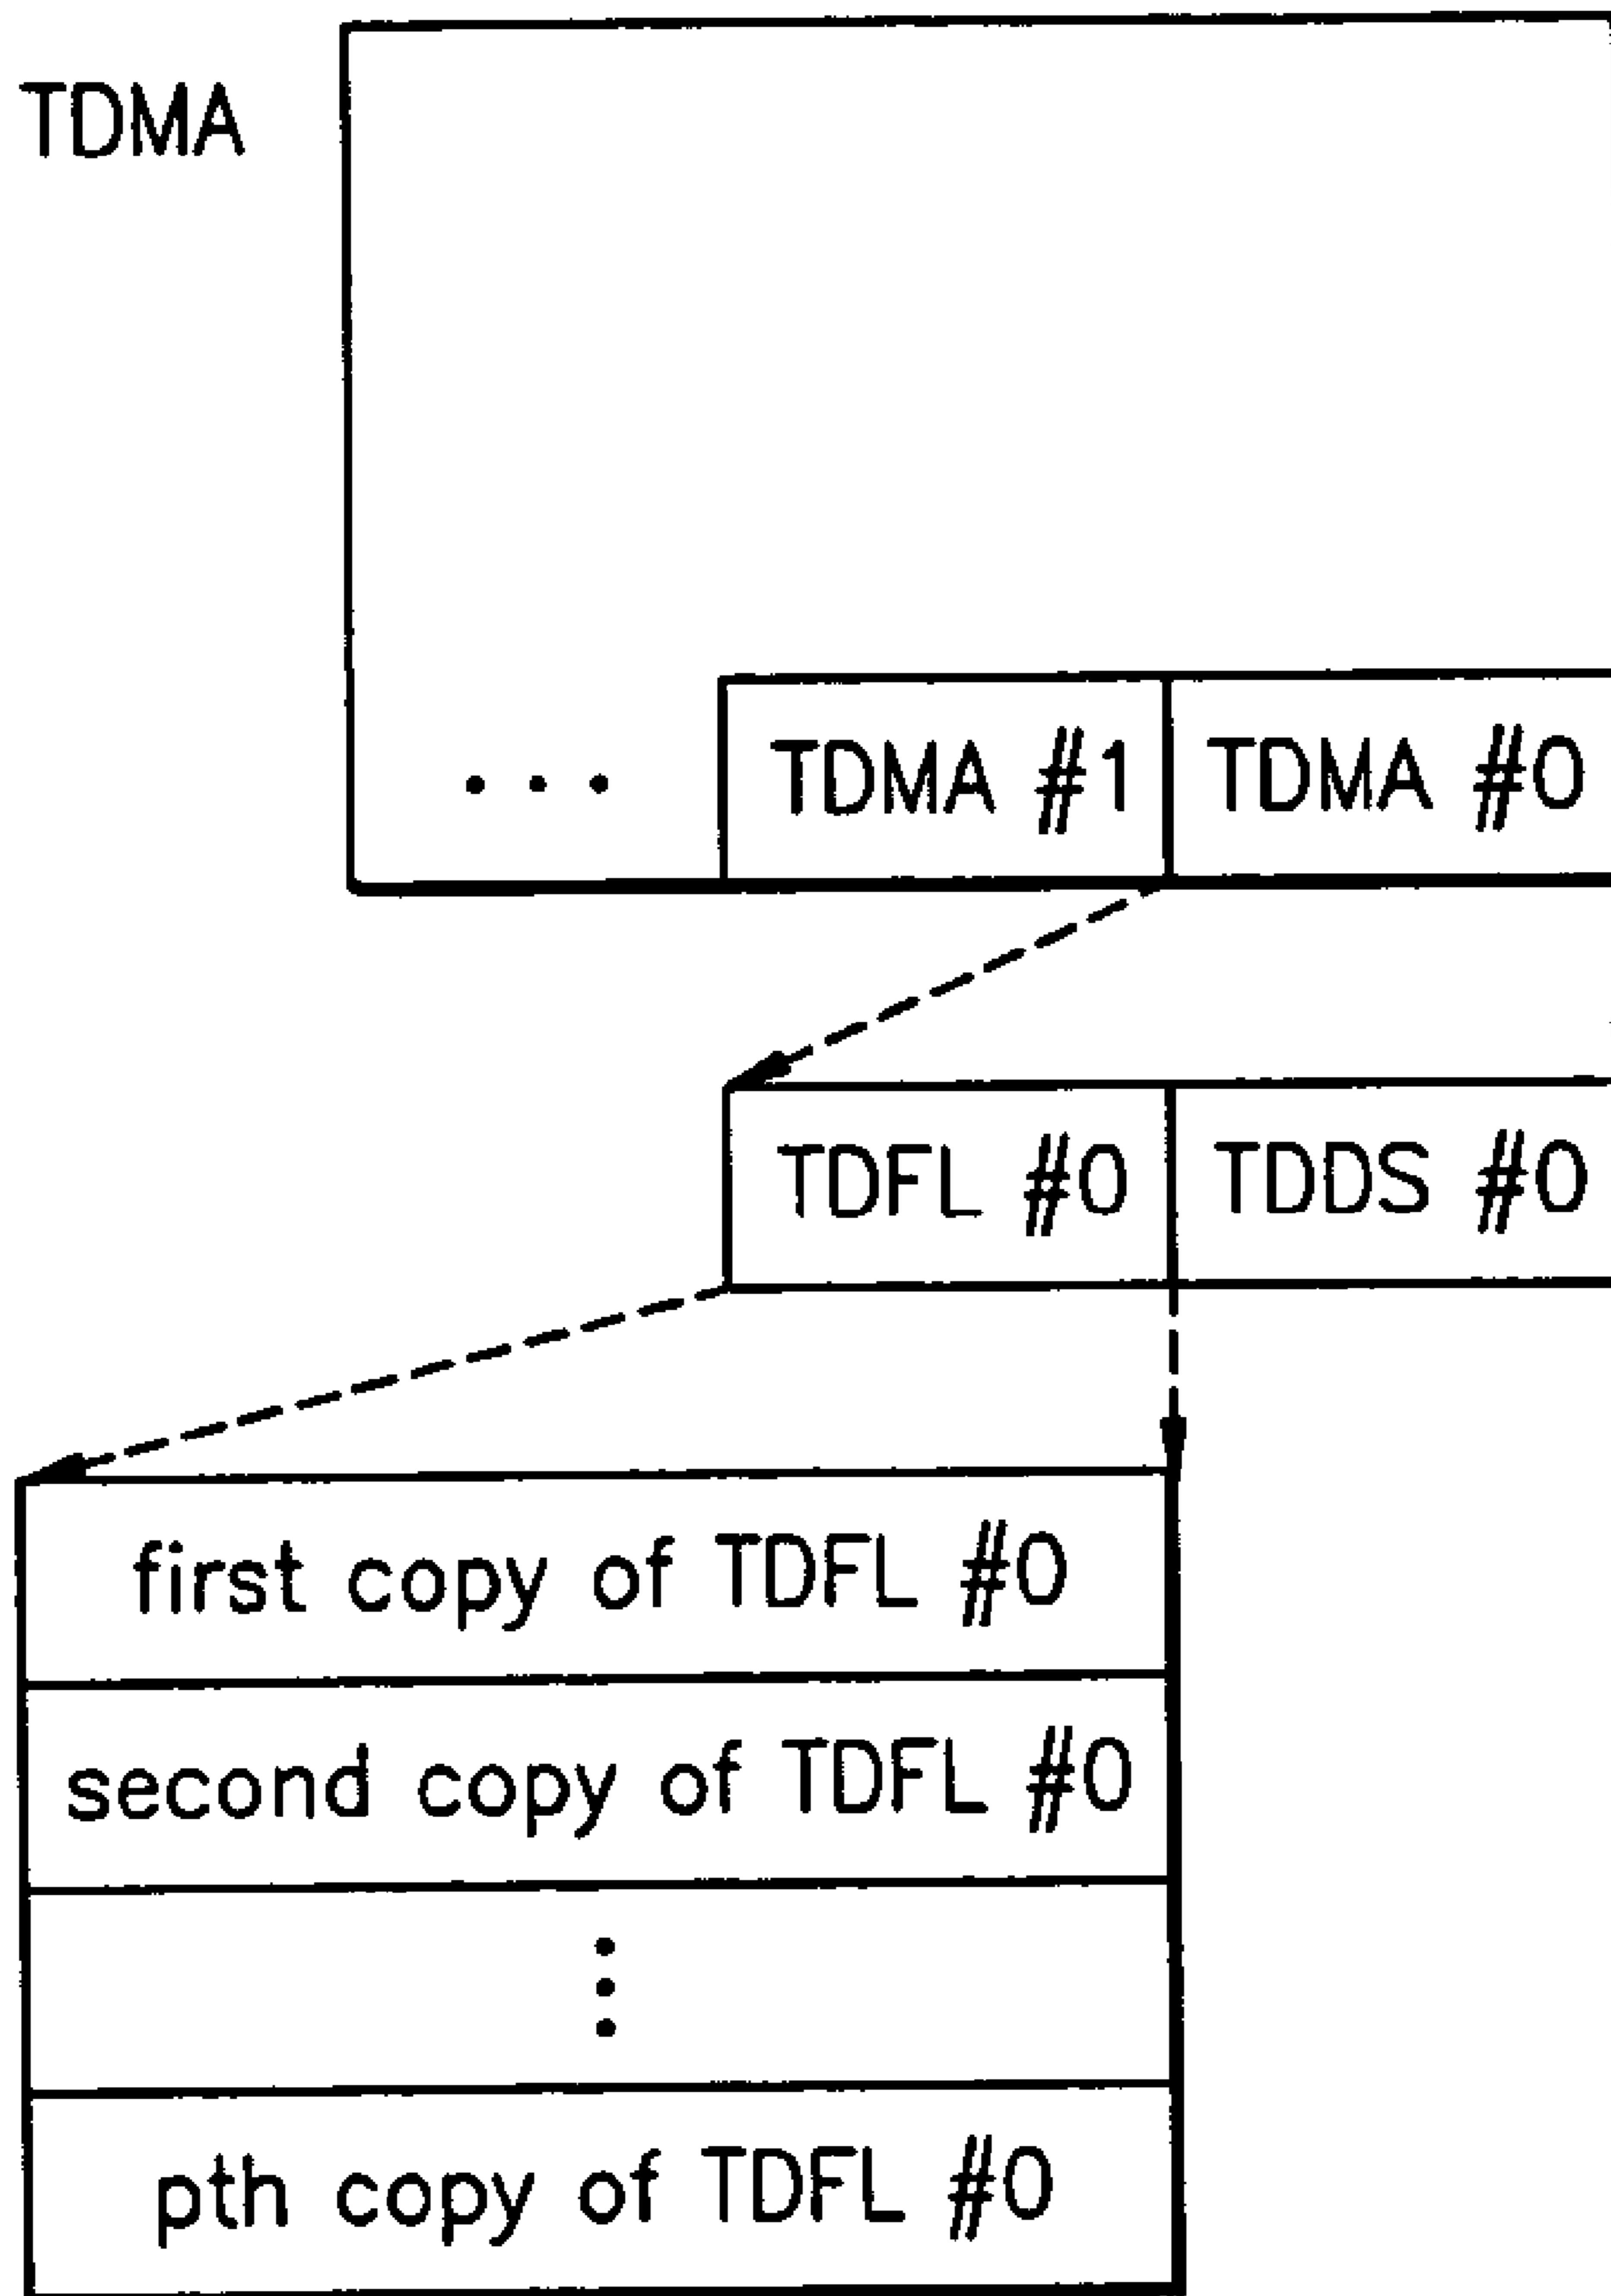 TDMA
... TDMA #1 TDMA #0
TDFL #0 TDDS #0
first copy of TDFL #0
second copy of TDFL #0
⋮
pth copy of TDFL #0